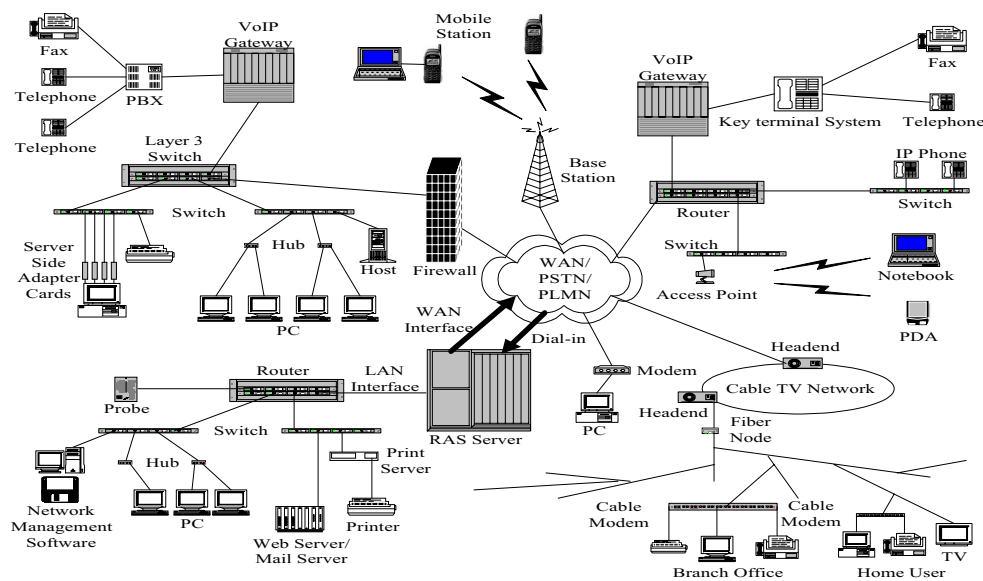 Fax
Telephone
Telephone
PBX
VoIP
Gateway
Mobile
Station
VoIP
Gateway
Key terminal System
Fax
Telephone
Layer 3
Switch
Switch
Server
Side
Adapter
Cards
Hub
Host
PC
Firewall
Base
Station
WAN/
PSTN/
PLMN
Router
IP Phone
Switch
Switch
Access Point
Notebook
PDA
WAN
Interface
Dial-in
Router
LAN
Interface
Probe
RAS Server
Modem
PC
Headend
Cable TV Network
Headend
Fiber
Node
Switch
Hub
PC
Network
Management
Software
Print
Server
Printer
Web Server/
Mail Server
Cable
Modem
Cable
Modem
Branch Office
Home User
TV